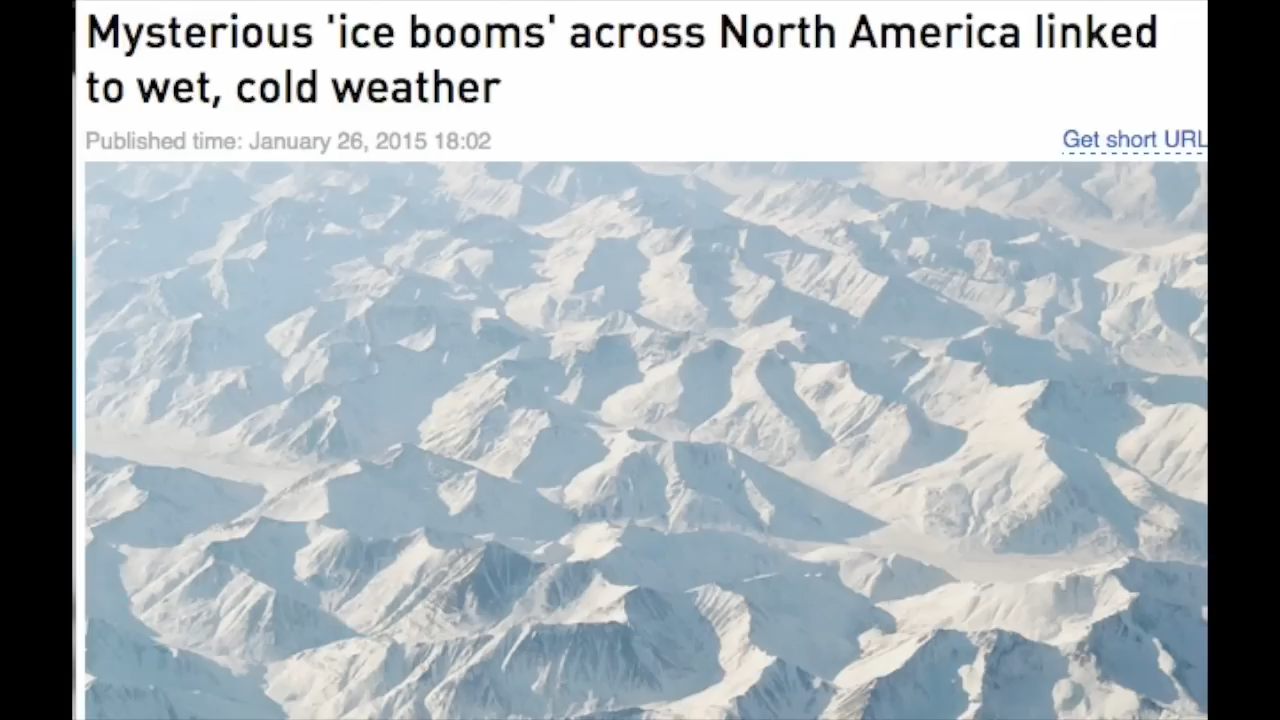 Mysterious 'ice booms' across North America linked
to wet, cold weather
Published time: January 26, 2015 18:02
Get short URL